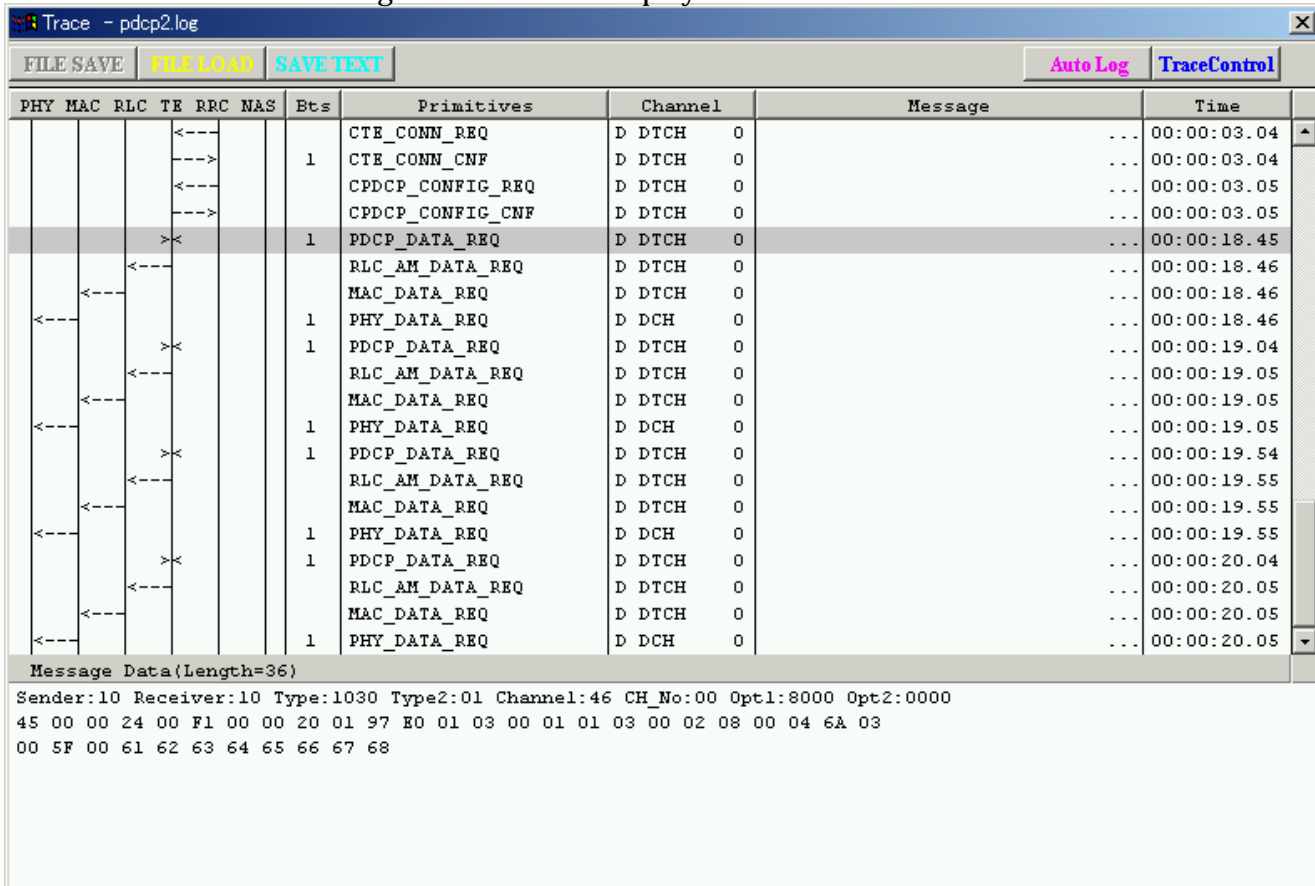 Trace - pdcp2.log
FILE SAVE FILE LOAD SAVE TEXT Auto Log TraceControl
PHY MAC RLC TE RRC NAS Bts Primitives Channel Message Time
<--- CTE_CONN_REQ D DTCH 0 ... 00:00:03.04
---> 1 CTE_CONN_CNF D DTCH 0 ... 00:00:03.04
<--- CPDCP_CONFIG_REQ D DTCH 0 ... 00:00:03.05
---> CPDCP_CONFIG_CNF D DTCH 0 ... 00:00:03.05
>< 1 PDCP_DATA_REQ D DTCH 0 ... 00:00:18.45
<--- RLC_AM_DATA_REQ D DTCH 0 ... 00:00:18.46
<--- MAC_DATA_REQ D DTCH 0 ... 00:00:18.46
<--- 1 PHY_DATA_REQ D DCH 0 ... 00:00:18.46
>< 1 PDCP_DATA_REQ D DTCH 0 ... 00:00:19.04
<--- RLC_AM_DATA_REQ D DTCH 0 ... 00:00:19.05
<--- MAC_DATA_REQ D DTCH 0 ... 00:00:19.05
<--- 1 PHY_DATA_REQ D DCH 0 ... 00:00:19.05
>< 1 PDCP_DATA_REQ D DTCH 0 ... 00:00:19.54
<--- RLC_AM_DATA_REQ D DTCH 0 ... 00:00:19.55
<--- MAC_DATA_REQ D DTCH 0 ... 00:00:19.55
<--- 1 PHY_DATA_REQ D DCH 0 ... 00:00:19.55
>< 1 PDCP_DATA_REQ D DTCH 0 ... 00:00:20.04
<--- RLC_AM_DATA_REQ D DTCH 0 ... 00:00:20.05
<--- MAC_DATA_REQ D DTCH 0 ... 00:00:20.05
<--- 1 PHY_DATA_REQ D DCH 0 ... 00:00:20.05
Message Data(Length=36)
Sender:10 Receiver:10 Type:1030 Type2:01 Channel:46 CH_No:00 Opt1:8000 Opt2:0000
45 00 00 24 00 F1 00 00 20 01 97 E0 01 03 00 01 01 03 00 02 08 00 04 6A 03
00 5F 00 61 62 63 64 65 66 67 68